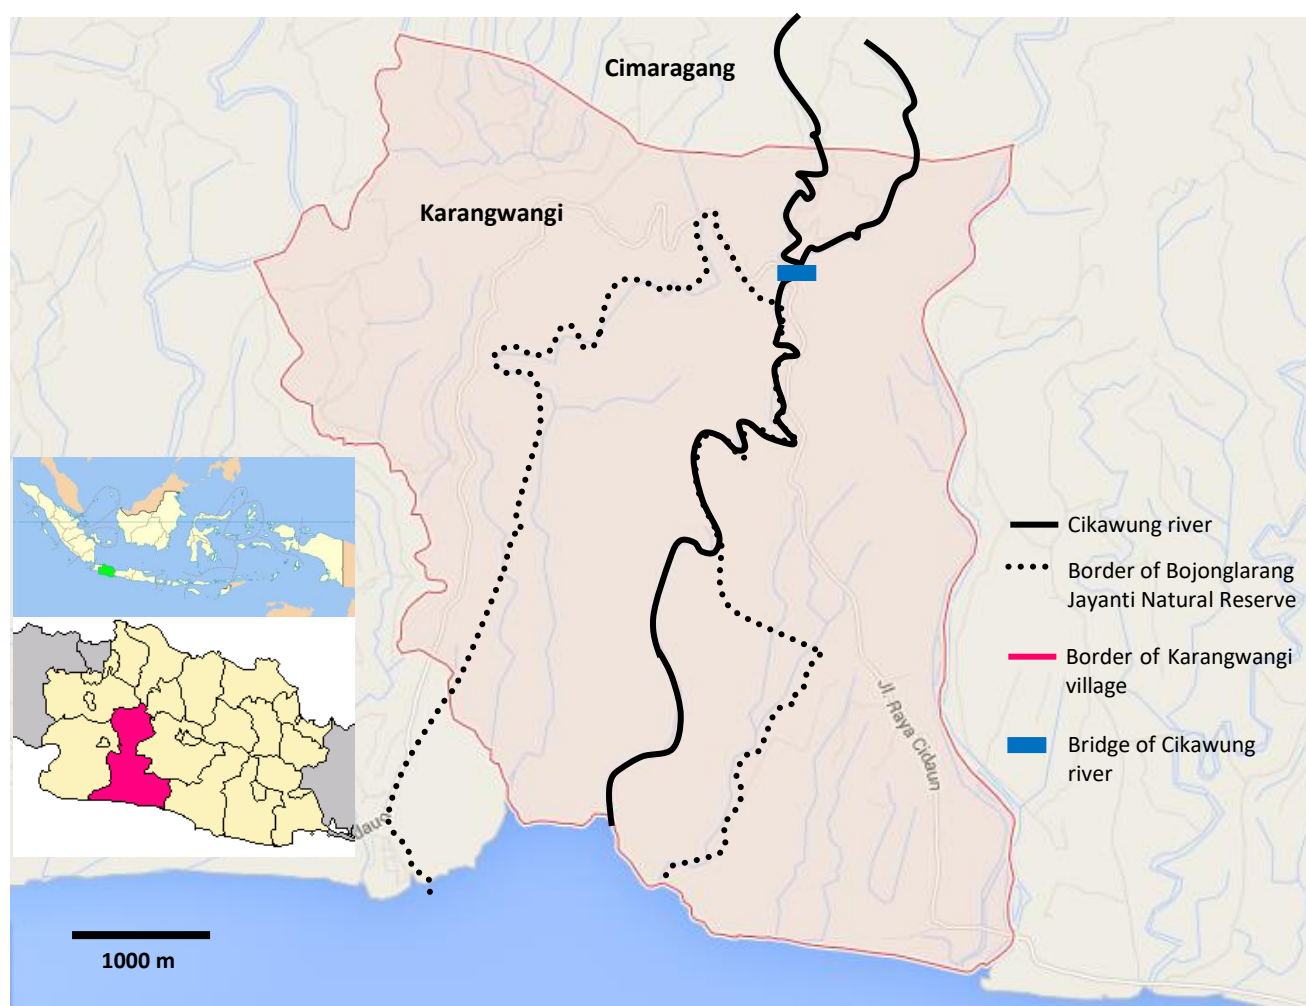 Cimaragang
Karangwangi
Cikawung river
Border of Bojonglarang
Jayanti Natural Reserve
Border of Karangwangi
village
Jl. Raya Cidaun
Bridge of Cikawung
river
1000 m